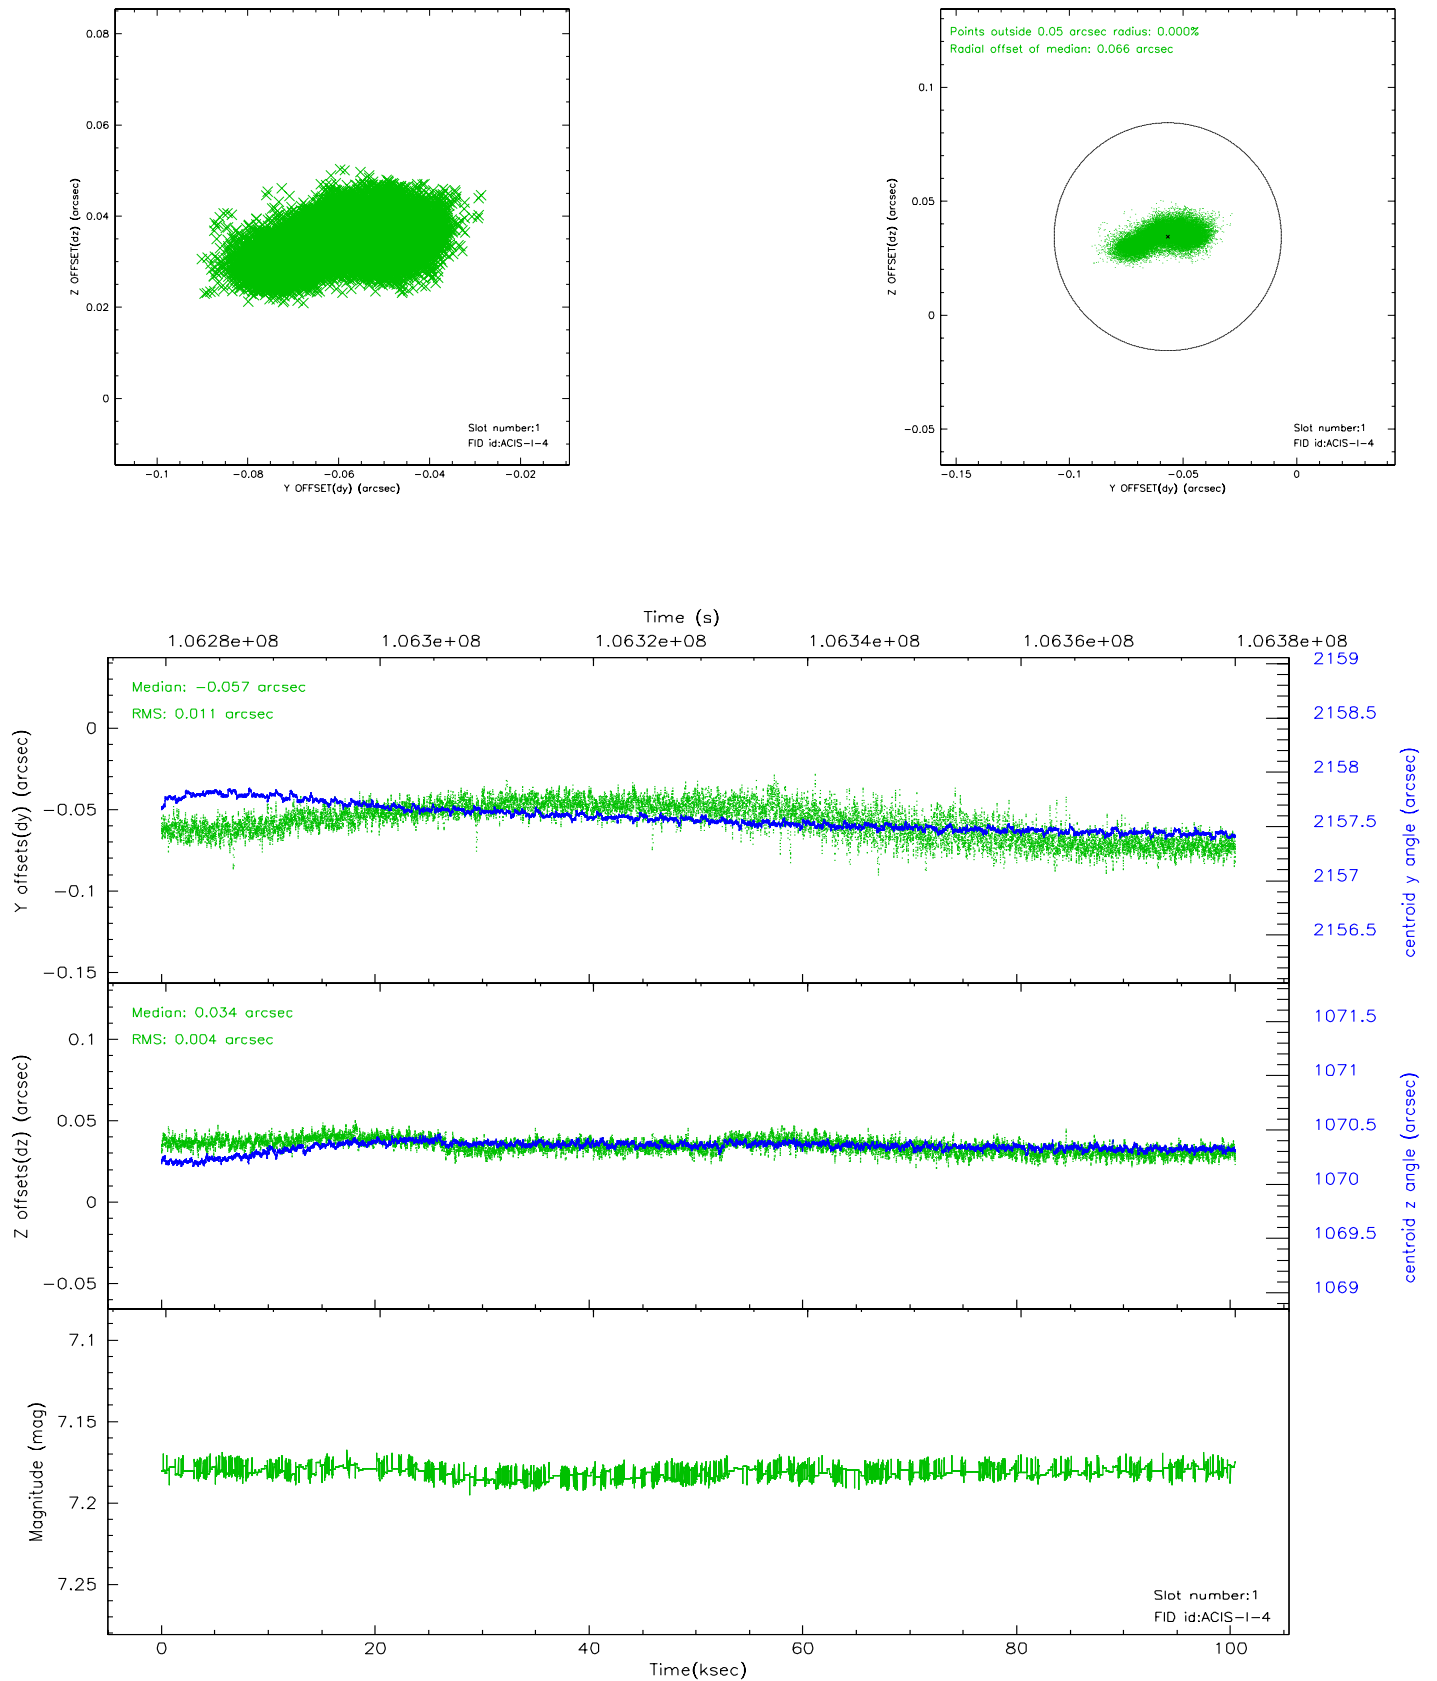 0.08
0.06
0.04
0.02
0
Z OFFSET(dz) (arcsec)
Slot number:1
FID id:ACIS-I-4
-0.1 -0.08 -0.06 -0.04 -0.02
Y OFFSET(dy) (arcsec)
Points outside 0.05 arcsec radius: 0.000%
Radial offset of median: 0.066 arcsec
0.1
0.05
0
-0.05
Z OFFSET(dz) (arcsec)
Slot number:1
FID id:ACIS-I-4
-0.15 -0.1 -0.05 0
Y OFFSET(dy) (arcsec)
Time (s)
1.0628e+08 1.063e+08 1.0632e+08 1.0634e+08 1.0636e+08 1.0638e+08
Median: -0.057 arcsec
RMS: 0.011 arcsec
0
-0.05
-0.1
-0.15
Y offsets(dy) (arcsec)
2159
2158.5
2158
2157.5
2157
2156.5
centroid y angle (arcsec)
Median: 0.034 arcsec
RMS: 0.004 arcsec
0.1
0.05
0
-0.05
Z offsets(dz) (arcsec)
1071.5
1071
1070.5
1070
1069.5
1069
centroid z angle (arcsec)
7.1
7.15
7.2
7.25
Magnitude (mag)
Slot number:1
FID id:ACIS-I-4
0 20 40 60 80 100
Time(ksec)